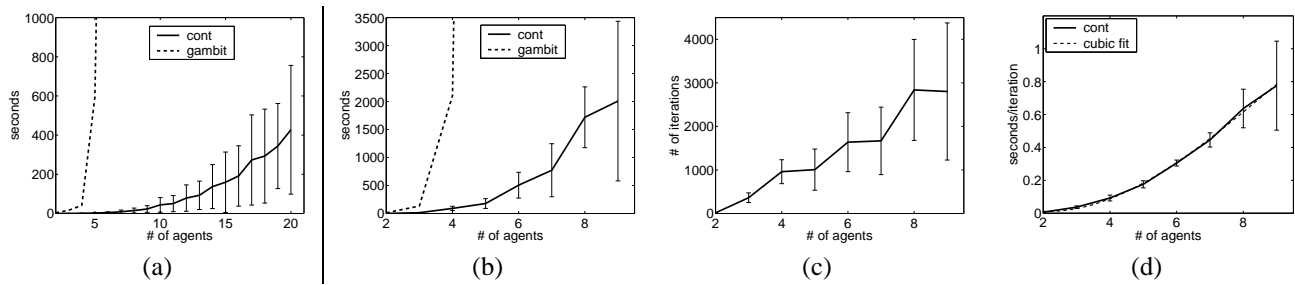 1000
800
600
400
200
0
seconds
cont
gambit
5 10 15 20
# of agents
(a)
3500
3000
2500
2000
1500
1000
500
0
seconds
cont
gambit
2 4 6 8
# of agents
(b)
4000
3000
2000
1000
0
# of iterations
2 4 6 8
# of agents
(c)
1
0.8
0.6
0.4
0.2
0
seconds/iteration
cont
cubic fit
2 4 6 8
# of agents
(d)